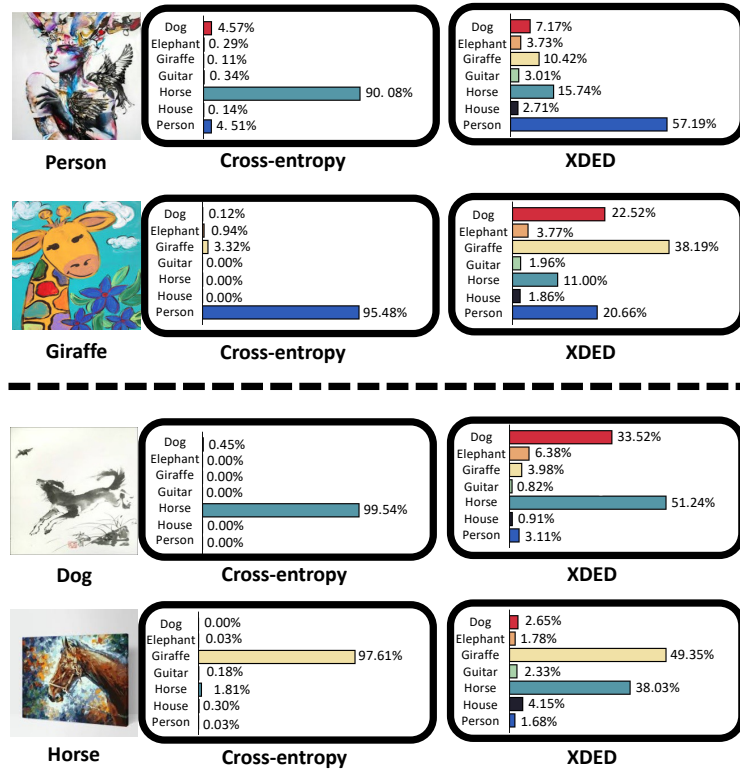 Dog 4.57%
Elephant 0. 29%
Giraffe 0. 11%
Guitar 0. 34%
Horse 90. 08%
House 0. 14%
Person 4. 51%
Dog 7.17%
Elephant 3.73%
Giraffe 10.42%
Guitar 3.01%
Horse 15.74%
House 2.71%
Person 57.19%
Person Cross-entropy XDED
Dog 0.12%
Elephant 0.94%
Giraffe 3.32%
Guitar 0.00%
Horse 0.00%
House 0.00%
Person 95.48%
Dog 22.52%
Elephant 3.77%
Giraffe 38.19%
Guitar 1.96%
Horse 11.00%
House 1.86%
Person 20.66%
Giraffe Cross-entropy XDED
Dog 0.45%
Elephant 0.00%
Giraffe 0.00%
Guitar 0.00%
Horse 99.54%
House 0.00%
Person 0.00%
Dog 33.52%
Elephant 6.38%
Giraffe 3.98%
Guitar 0.82%
Horse 51.24%
House 0.91%
Person 3.11%
Dog Cross-entropy XDED
Dog 0.00%
Elephant 0.03%
Giraffe 97.61%
Guitar 0.18%
Horse 1.81%
House 0.30%
Person 0.03%
Dog 2.65%
Elephant 1.78%
Giraffe 49.35%
Guitar 2.33%
Horse 38.03%
House 4.15%
Person 1.68%
Horse Cross-entropy XDED